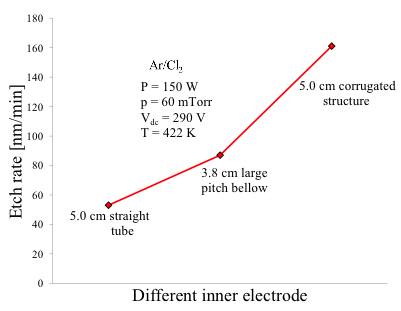 180
160
140
120
100
80
60
40
20
0
Etch rate [nm/min]
Ar/Cl₂
P = 150 W
p = 60 mTorr
V_dc = 290 V
T = 422 K
5.0 cm corrugated
structure
3.8 cm large
pitch bellow
5.0 cm straight
tube
Different inner electrode